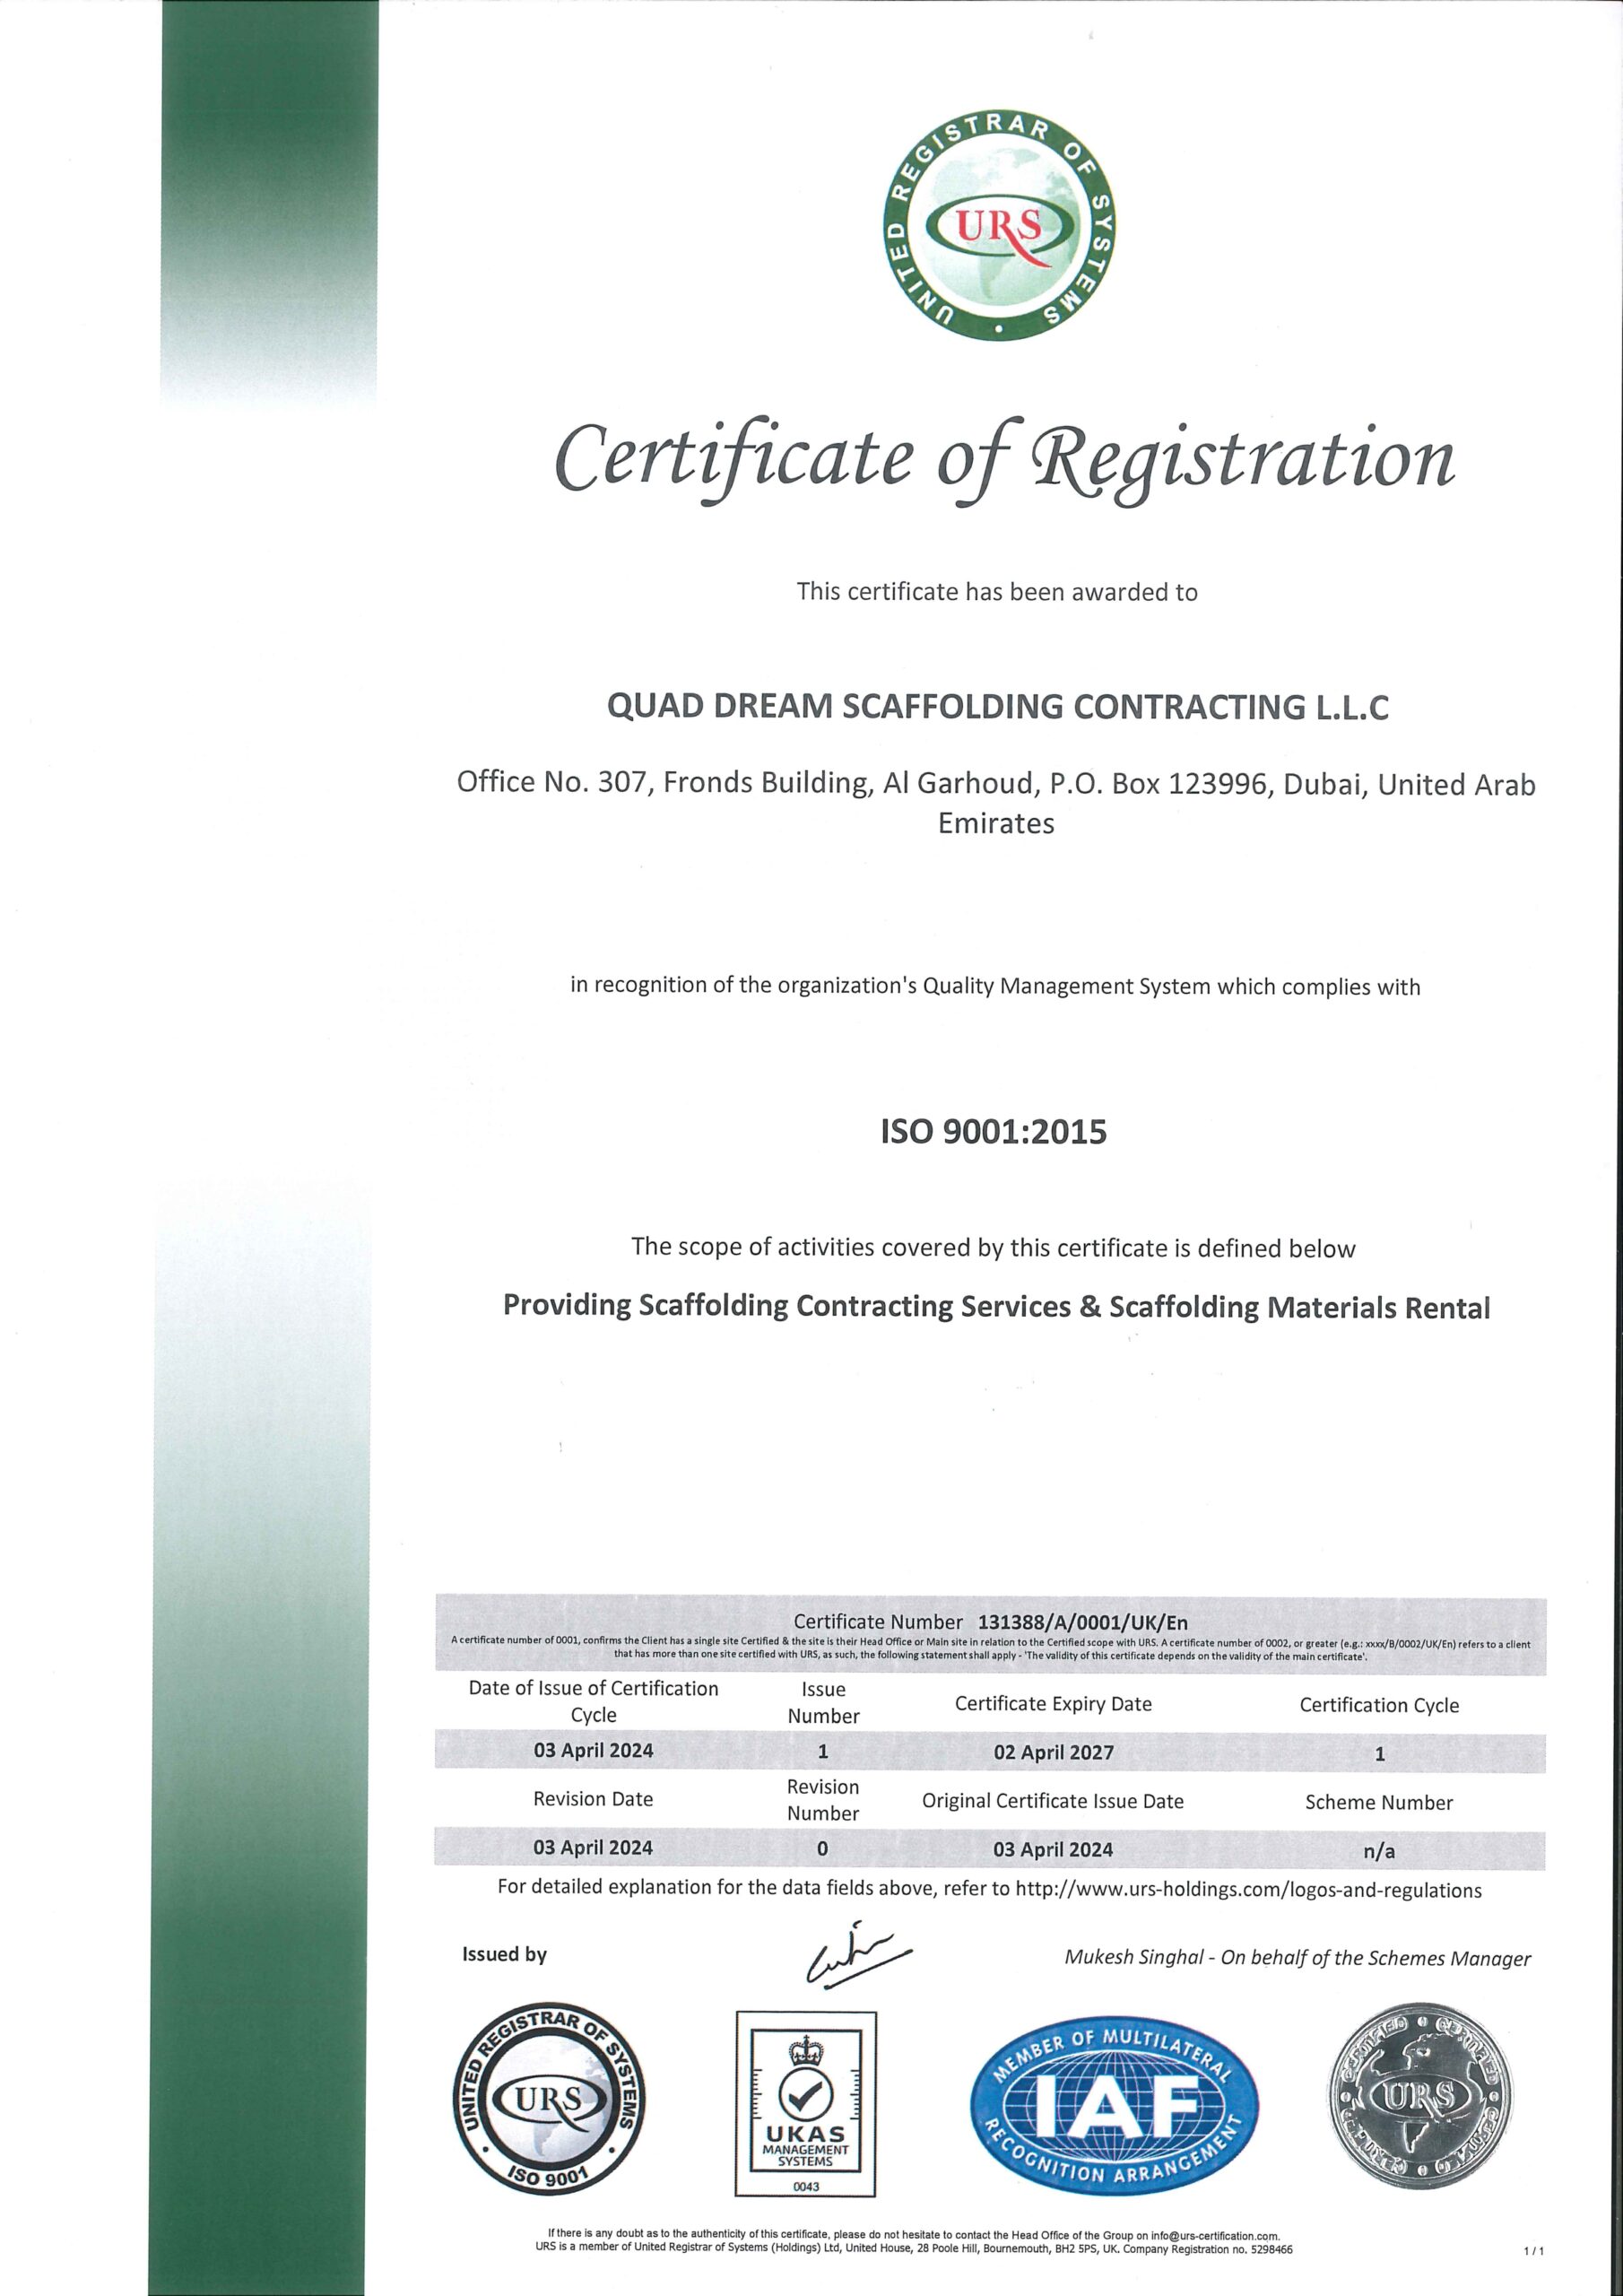 UNITED REGISTRAR OF SYSTEMS
URS
Certificate of Registration
This certificate has been awarded to
QUAD DREAM SCAFFOLDING CONTRACTING L.L.C
Office No. 307, Fronds Building, Al Garhoud, P.O. Box 123996, Dubai, United Arab
Emirates
in recognition of the organization's Quality Management System which complies with
ISO 9001:2015
The scope of activities covered by this certificate is defined below
Providing Scaffolding Contracting Services & Scaffolding Materials Rental
Certificate Number 131388/A/0001/UK/En
A certificate number of 0001, confirms the Client has a single site Certified & the site is their Head Office or Main site in relation to the Certified scope with URS. A certificate number of 0002, or greater (e.g.: xxxx/B/0002/UK/En) refers to a client
that has more than one site certified with URS, as such, the following statement shall apply - 'The validity of this certificate depends on the validity of the main certificate'.
Date of Issue of Certification Cycle
Issue Number
Certificate Expiry Date
Certification Cycle
03 April 2024 1 02 April 2027 1
Revision Date
Revision Number
Original Certificate Issue Date
Scheme Number
03 April 2024 0 03 April 2024 n/a
For detailed explanation for the data fields above, refer to http://www.urs-holdings.com/logos-and-regulations
Issued by
Mukesh Singhal - On behalf of the Schemes Manager
UNITED REGISTRAR OF SYSTEMS
URS
ISO 9001
UKAS
MANAGEMENT
SYSTEMS
0043
MEMBER OF MULTILATERAL
IAF
RECOGNITION ARRANGEMENT
CERTIFIED CERTIFIED
URS
CERTIFIED CERTIFIED
If there is any doubt as to the authenticity of this certificate, please do not hesitate to contact the Head Office of the Group on info@urs-certification.com.
URS is a member of United Registrar of Systems (Holdings) Ltd, United House, 28 Poole Hill, Bournemouth, BH2 5PS, UK. Company Registration no. 5298466
1 / 1